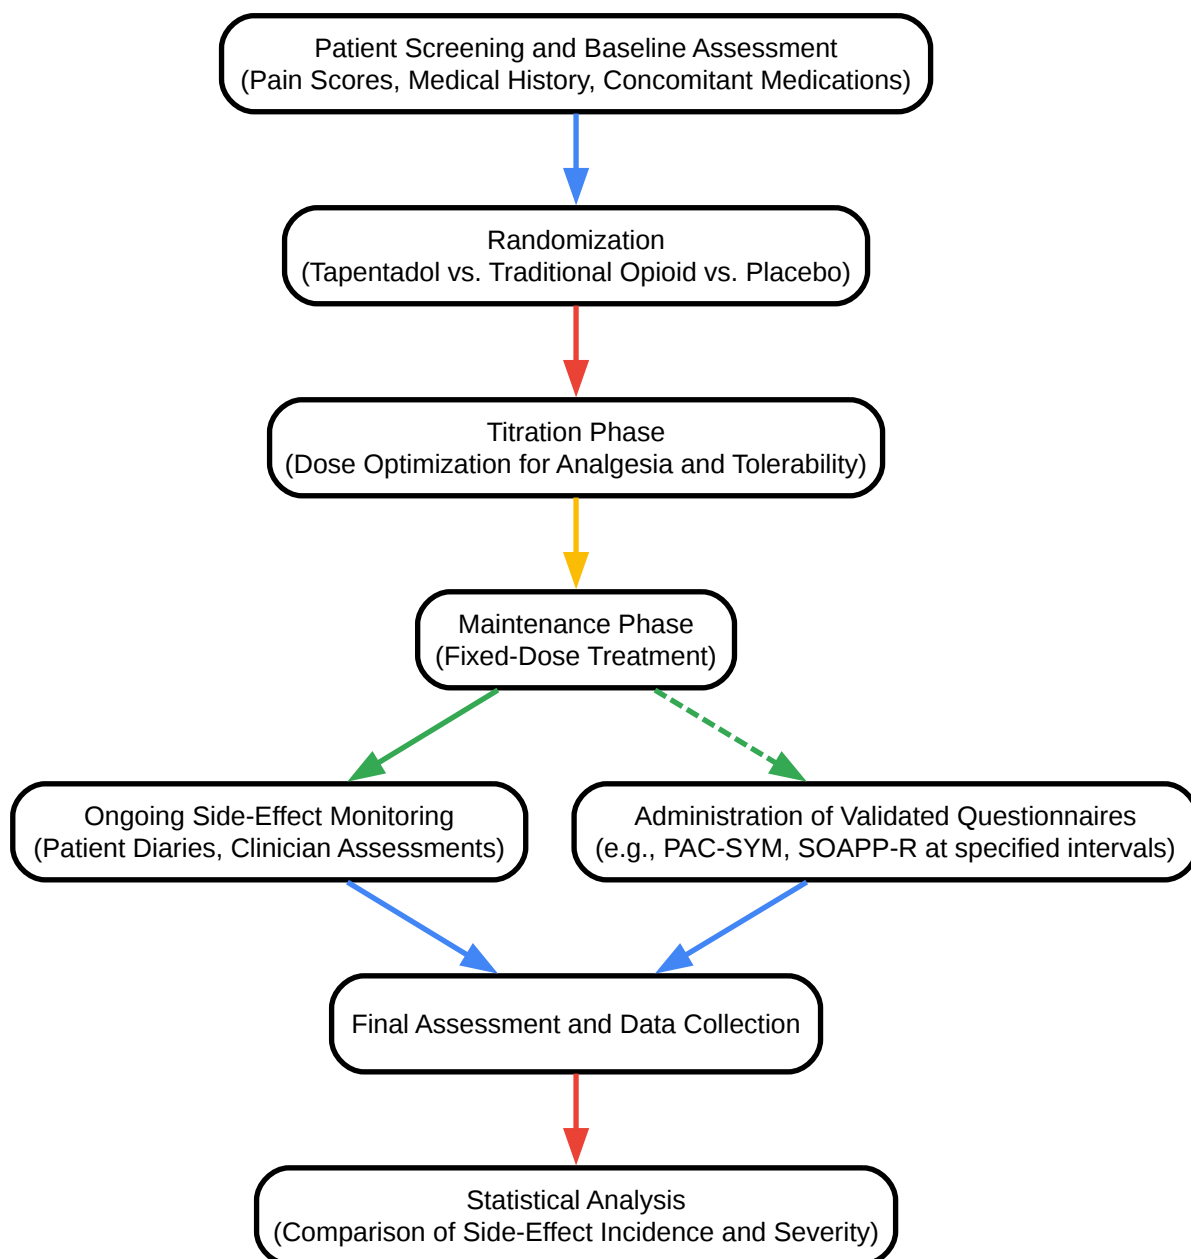 Patient Screening and Baseline Assessment
(Pain Scores, Medical History, Concomitant Medications)
Randomization
(Tapentadol vs. Traditional Opioid vs. Placebo)
Titration Phase
(Dose Optimization for Analgesia and Tolerability)
Maintenance Phase
(Fixed-Dose Treatment)
Ongoing Side-Effect Monitoring
(Patient Diaries, Clinician Assessments)
Administration of Validated Questionnaires
(e.g., PAC-SYM, SOAPP-R at specified intervals)
Final Assessment and Data Collection
Statistical Analysis
(Comparison of Side-Effect Incidence and Severity)